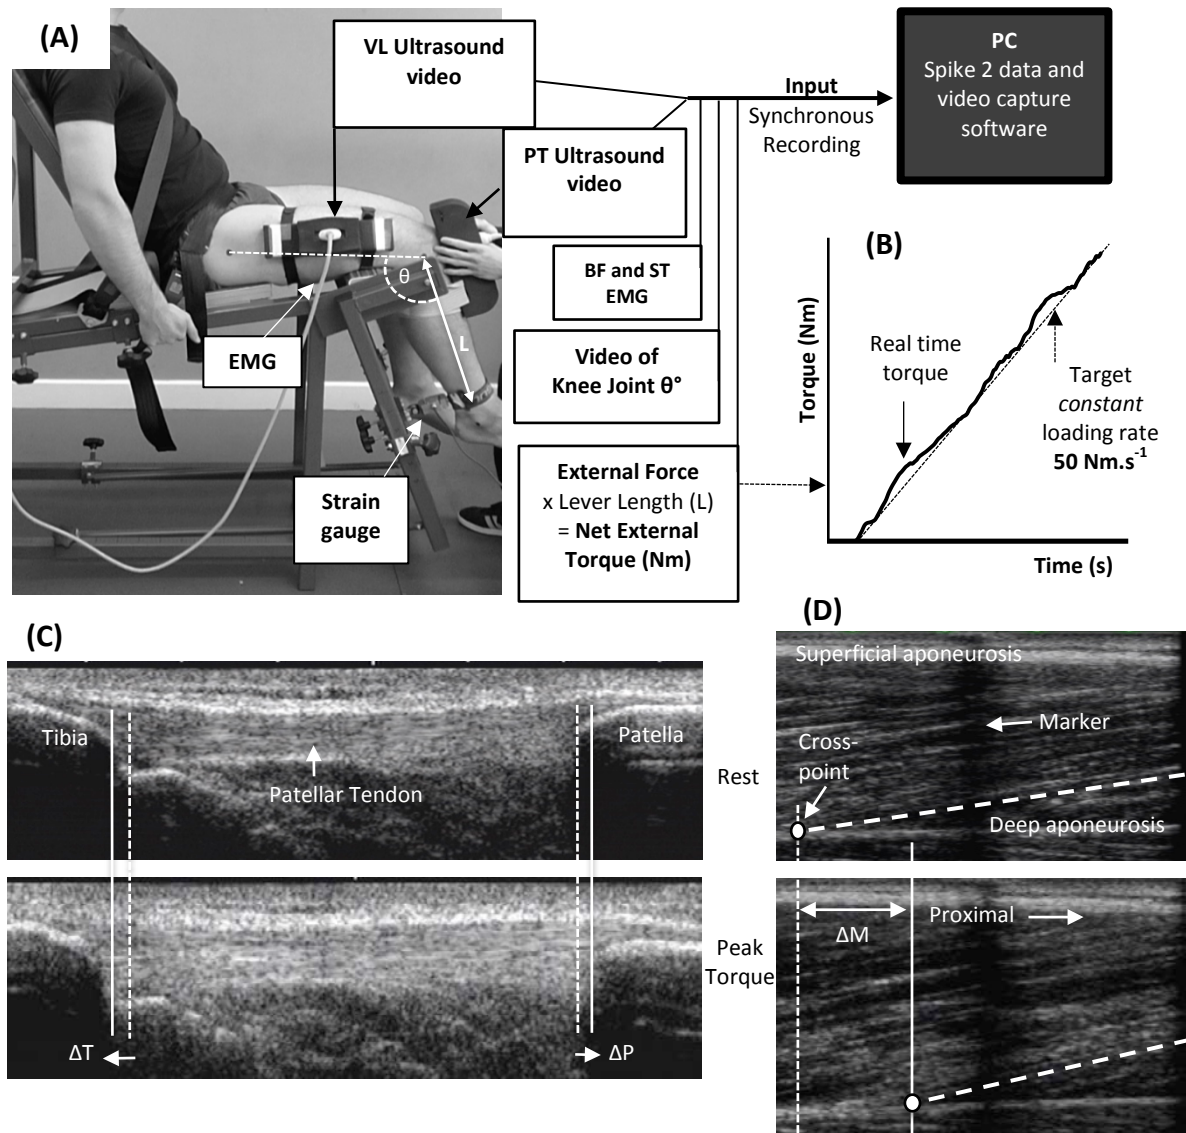 (A)
VL Ultrasound
video
PT Ultrasound
video
BF and ST
EMG
Video of
Knee Joint θ°
External Force
x Lever Length (L)
= Net External
Torque (Nm)
EMG
Strain
gauge
θ
L
Input
Synchronous
Recording
PC
Spike 2 data and
video capture
software
(B)
Torque (Nm)
Real time
torque
Target
constant
loading rate
50 Nm.s⁻¹
Time (s)
(C)
Tibia
Patella
Patellar Tendon
ΔT
ΔP
Rest
Peak
Torque
(D)
Superficial aponeurosis
Marker
Cross-
point
Deep aponeurosis
Proximal
ΔM